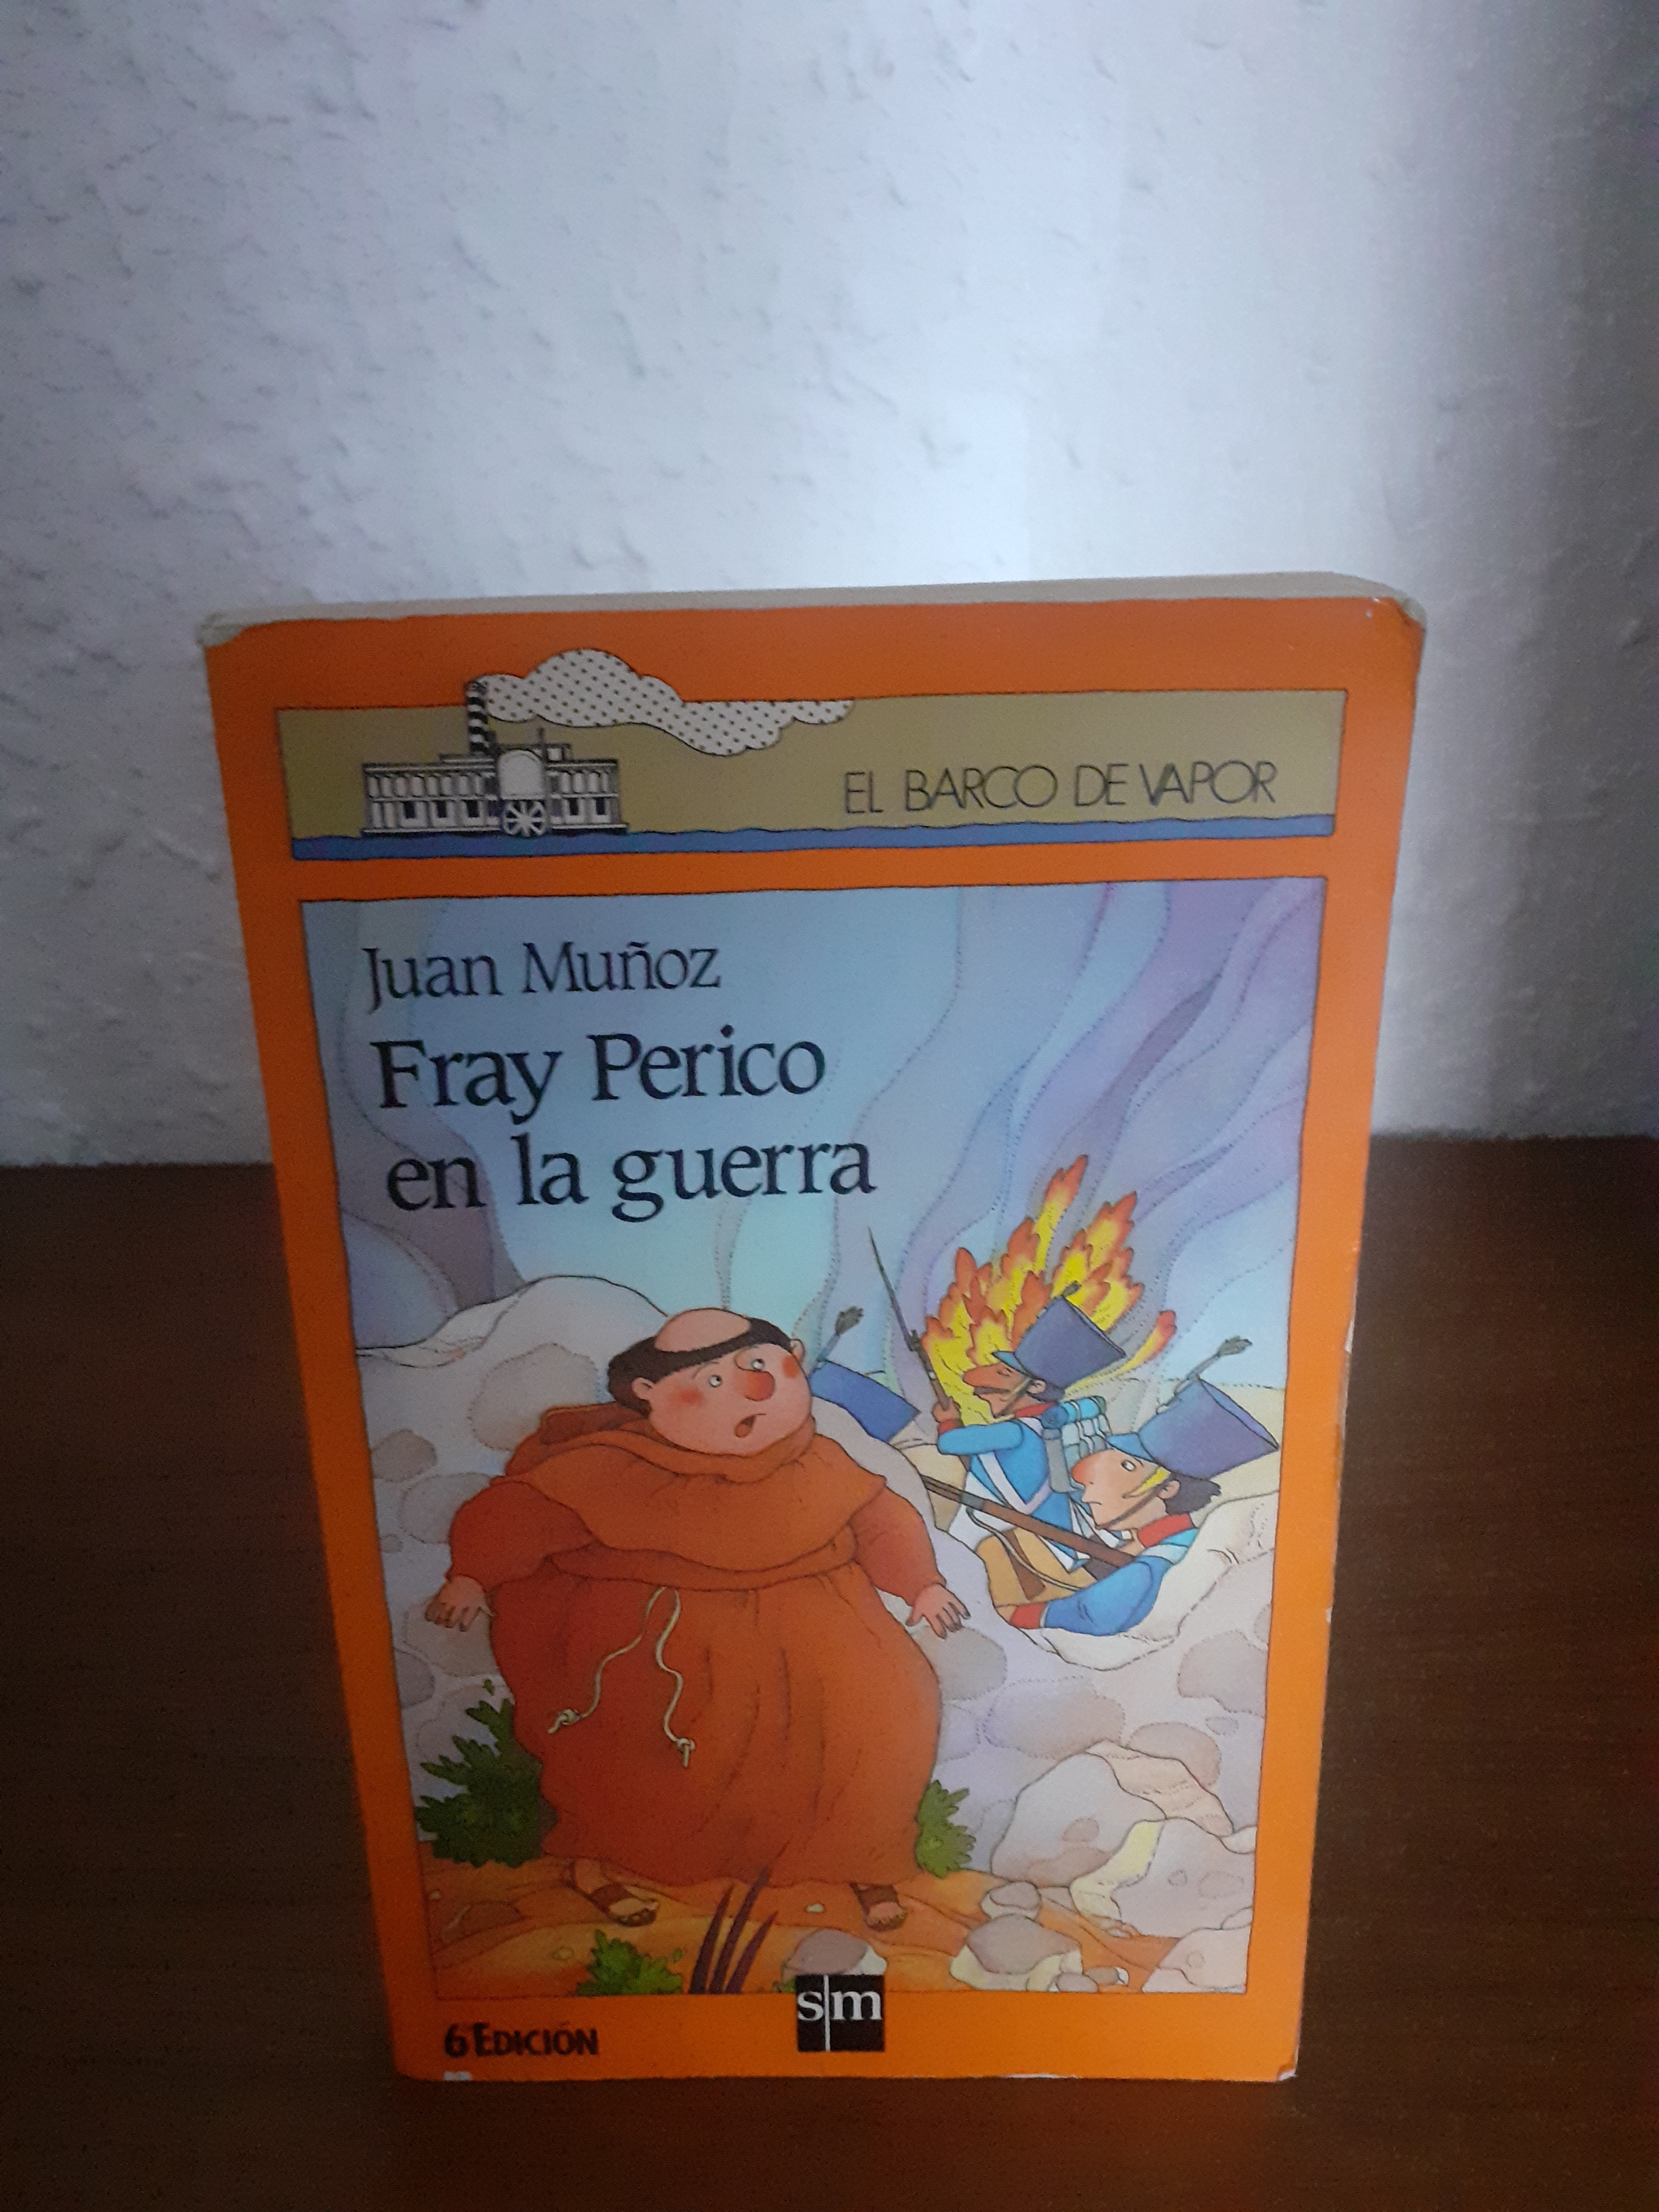 EL BARCO DE VAPOR
Juan Muñoz
Fray Perico
en la guerra
sm
6 EDICIÓN